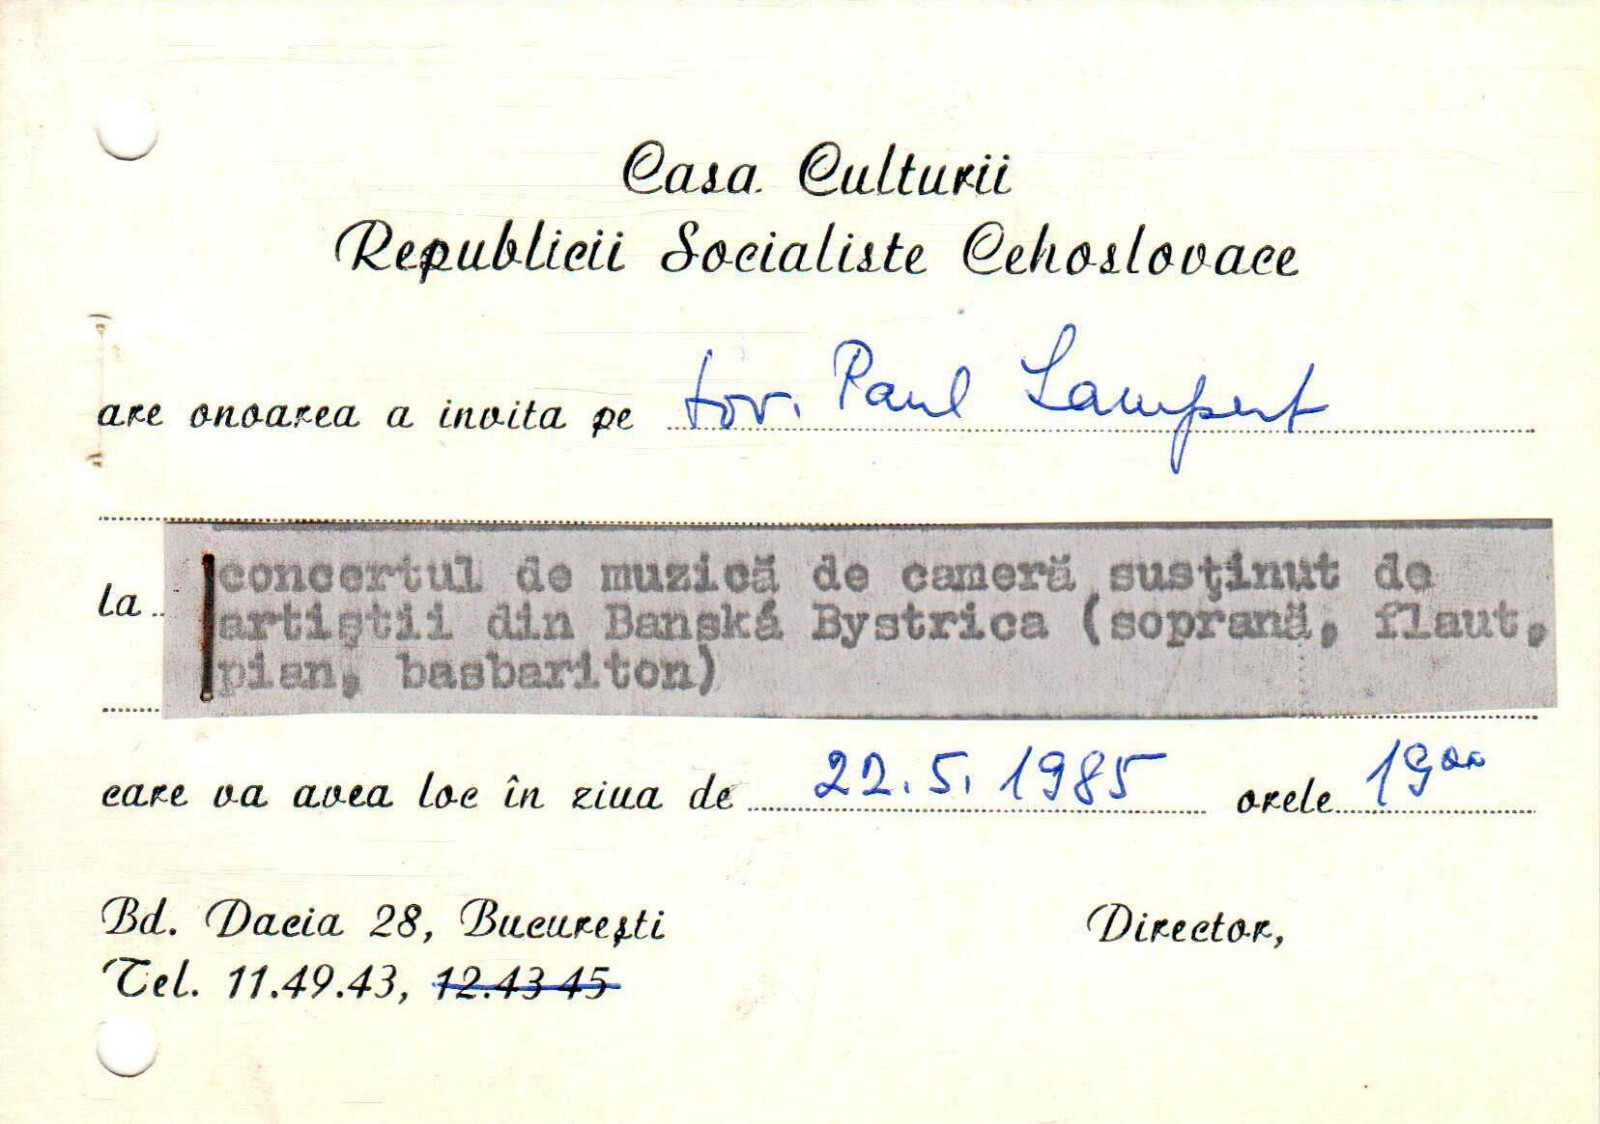 Casa Culturii
Republicii Socialiste Cehoslovace
are onoarea a invita pe tov. Paul Lampert
la concertul de muzică de cameră susţinut de
artiştii din Banská Bystrica (soprană, flaut,
pian, basbariton)
care va avea loc în ziua de 22.5.1985 orele 19⁰⁰
Bd. Dacia 28, Bucureşti
Director,
Tel. 11.49.43, 12.43 45